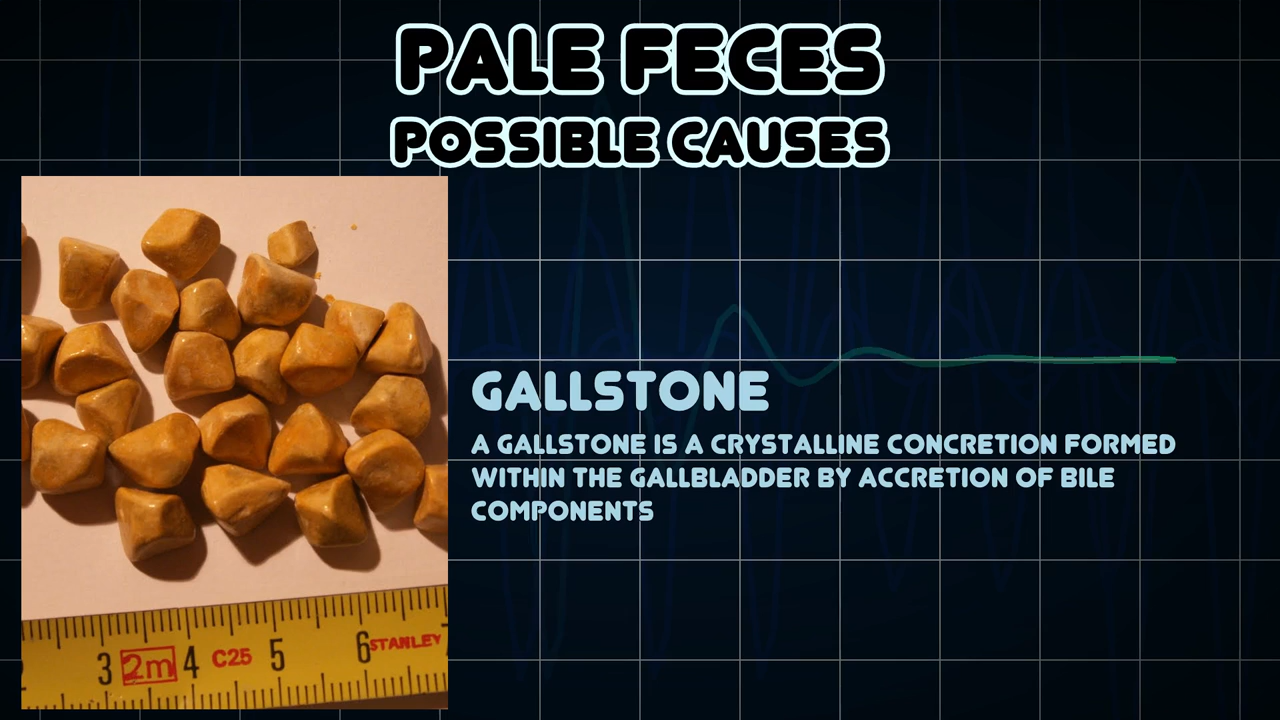 PALE FECES
POSSIBLE CAUSES
GALLSTONE
A GALLSTONE IS A CRYSTALLINE CONCRETION FORMED
WITHIN THE GALLBLADDER BY ACCRETION OF BILE
COMPONENTS
3 2m 4 C25 5 6 STANLEY